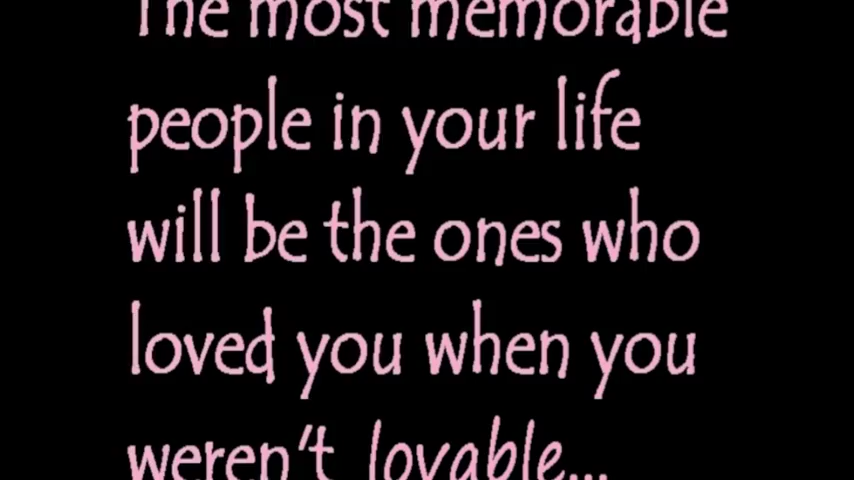 The most memorable
people in your life
will be the ones who
loved you when you
weren't lovable...